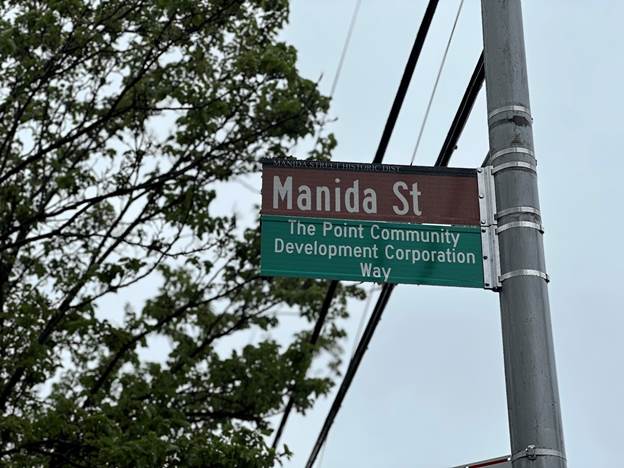 MANIDA STREET HISTORIC DIST
Manida St
The Point Community
Development Corporation
Way